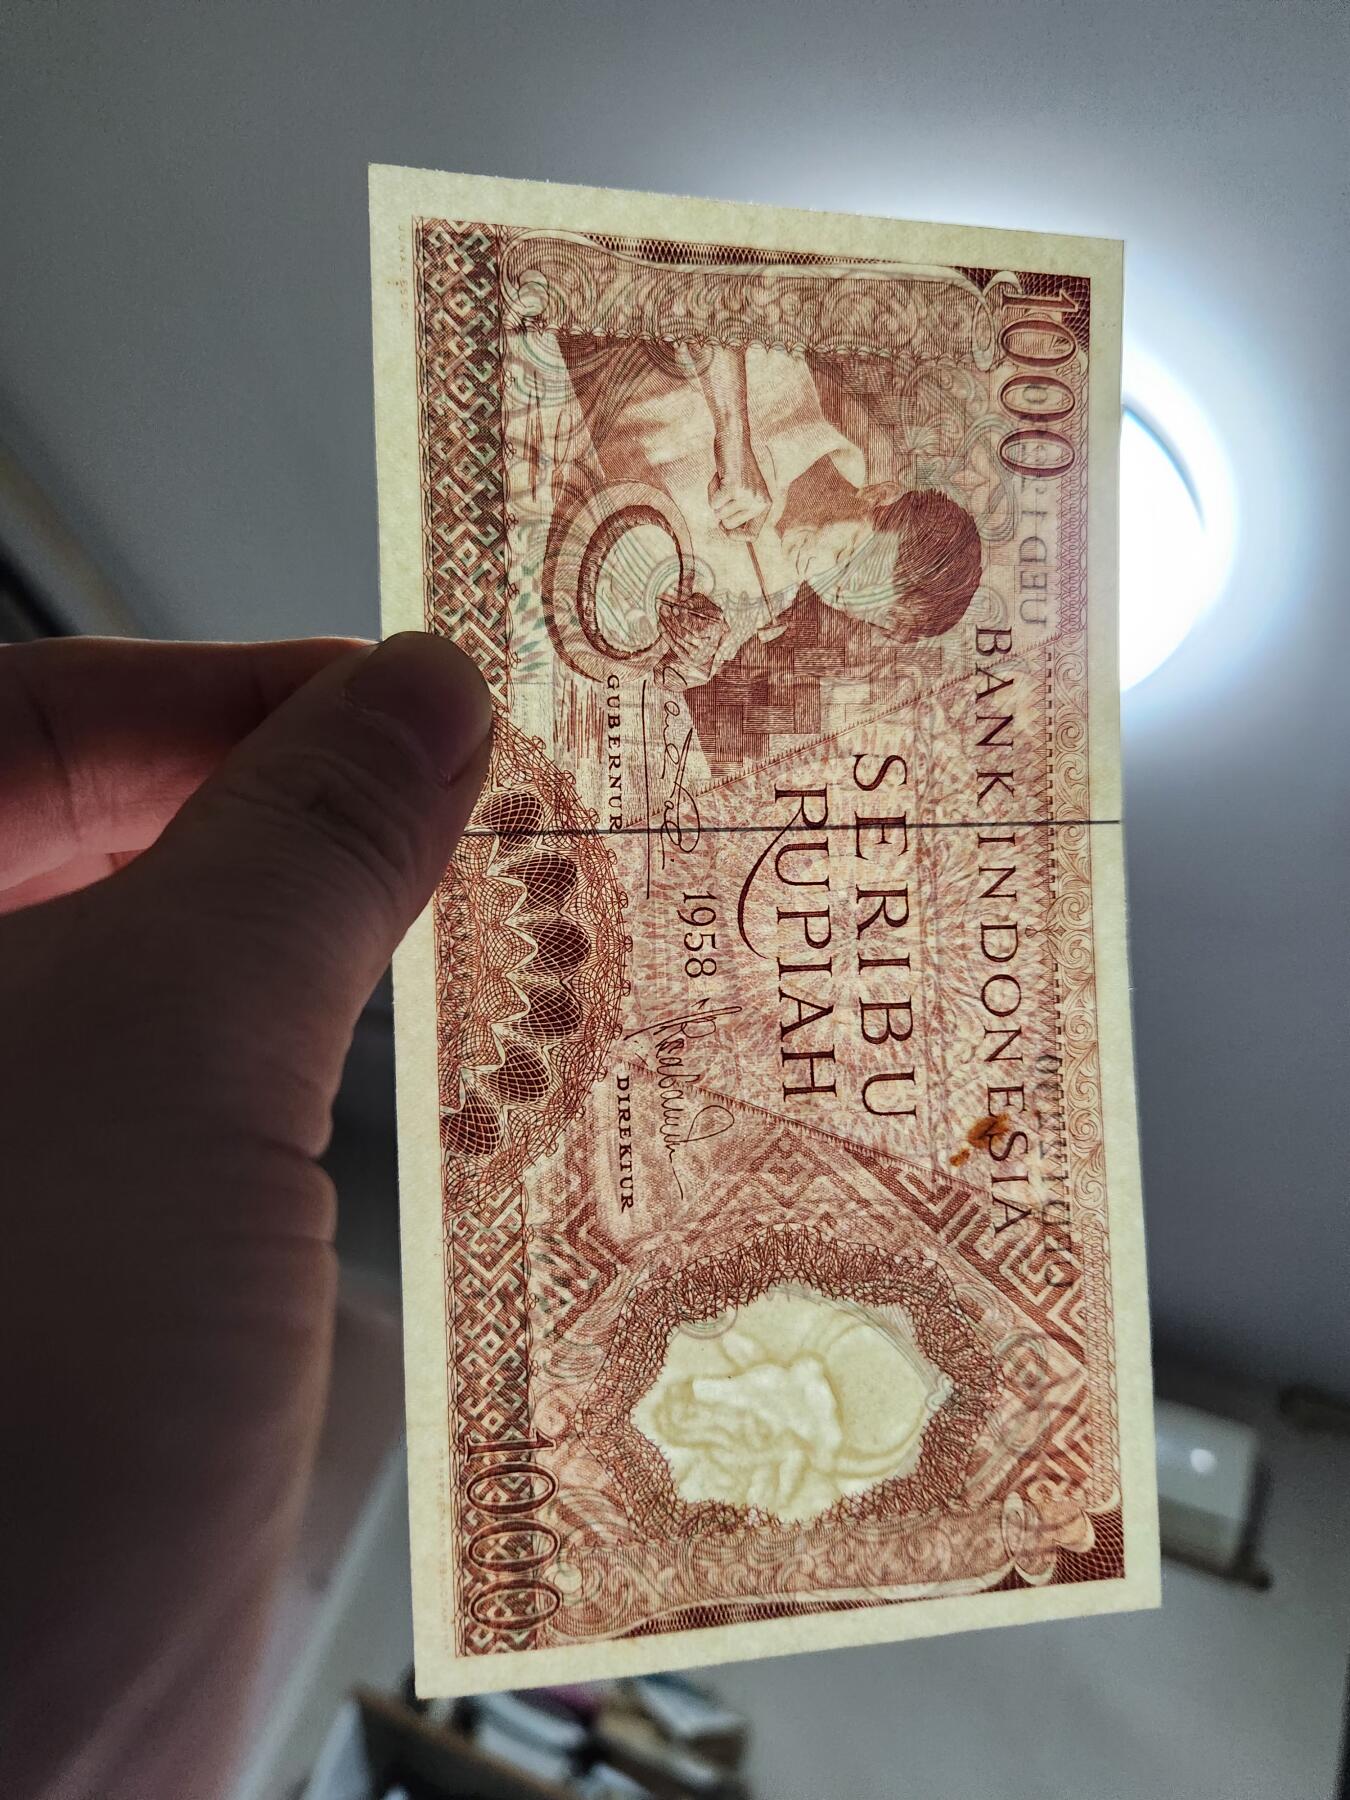 1000
BANK INDONESIA
SERIBU
RUPIAH
1958
GUBERNUR
DIREKTUR
1000